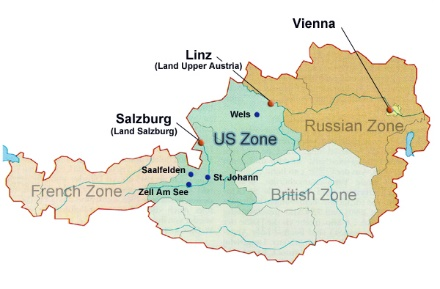 Vienna
Linz
(Land Upper Austria)
Wels
Salzburg
(Land Salzburg)
Russian Zone
US Zone
Saalfelden
St. Johann
French Zone
Zell Am See
British Zone